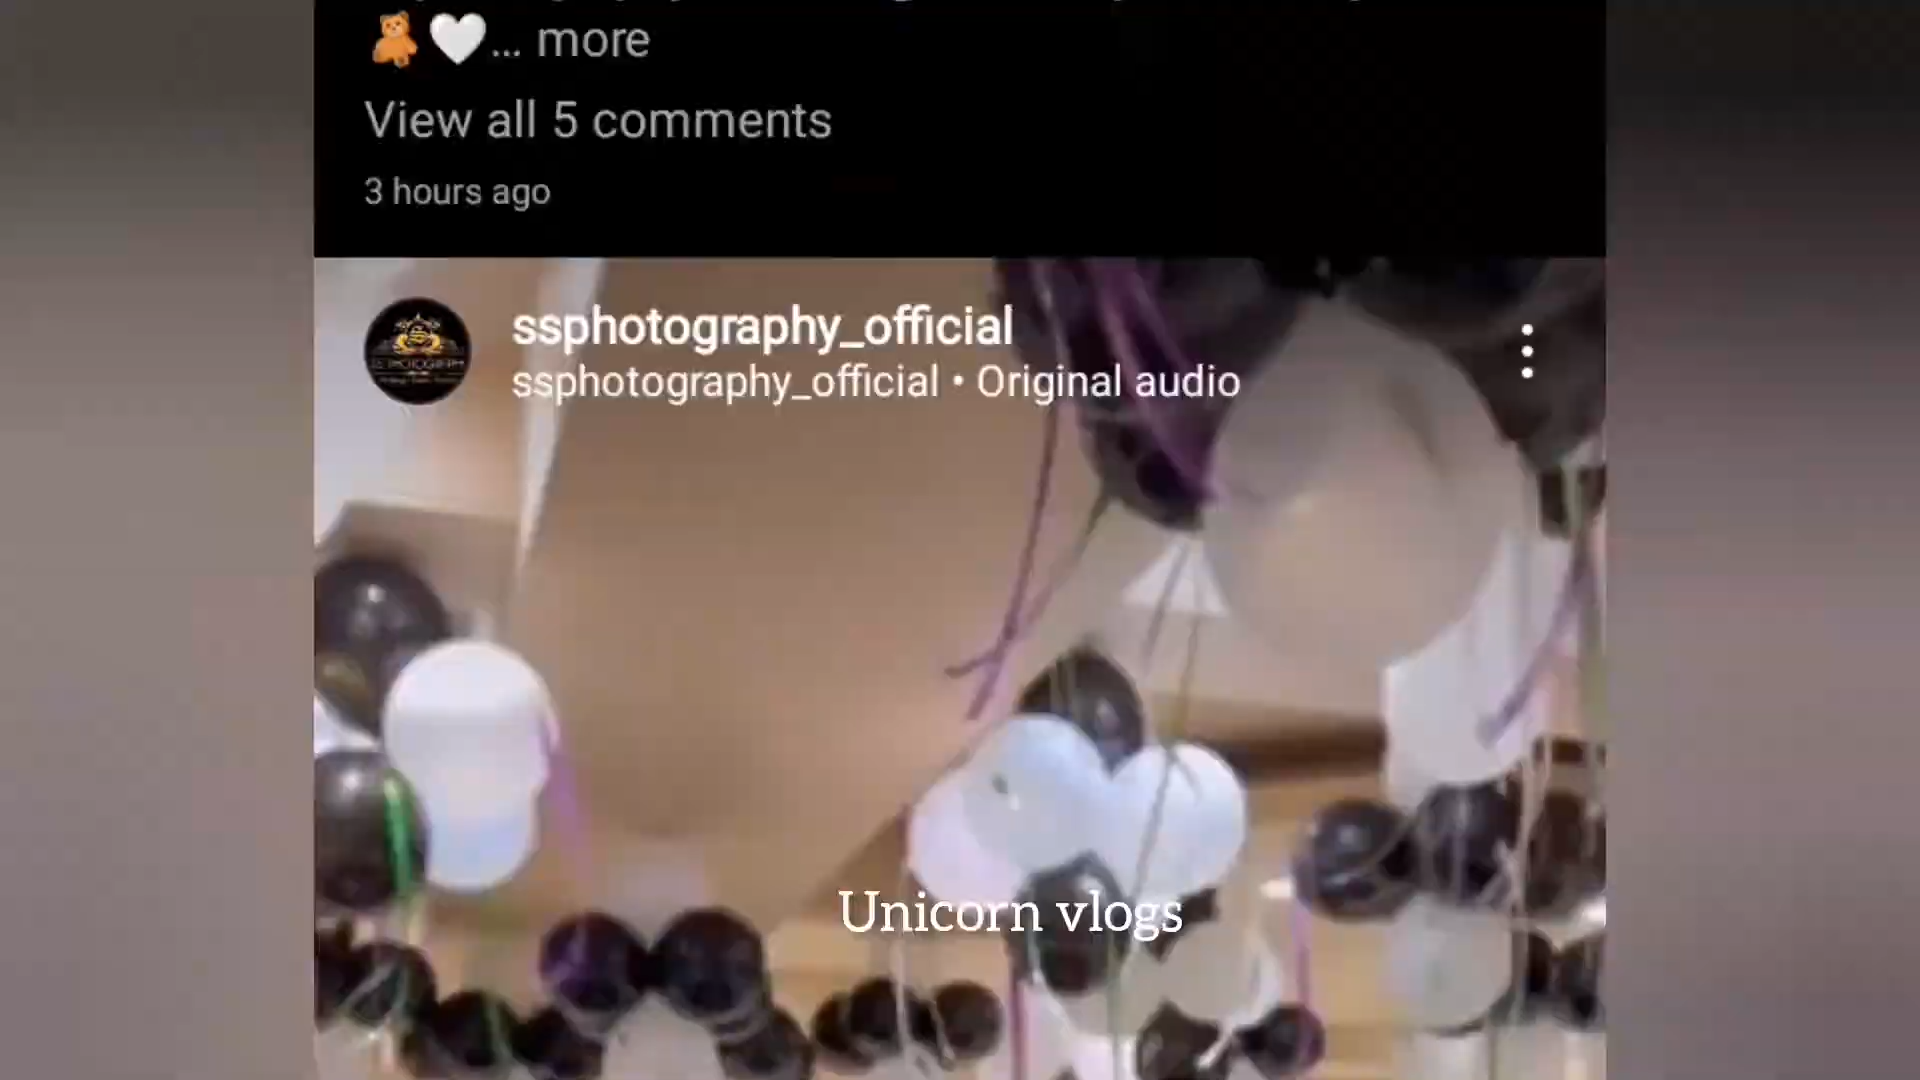 🧸🤍... more
View all 5 comments
3 hours ago
ssphotography_official
ssphotography_official • Original audio
Unicorn vlogs